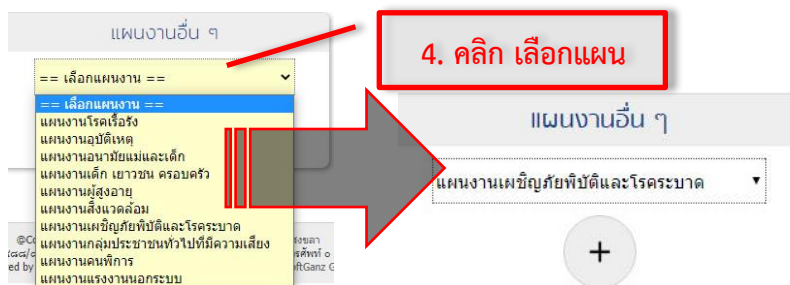 แผนงานอื่น ๆ
== เลือกแผนงาน ==
== เลือกแผนงาน ==
แผนงานโรคเรื้อรัง
แผนงานอุบัติเหตุ
แผนงานอนามัยแม่และเด็ก
แผนงานเด็ก เยาวชน ครอบครัว
แผนงานผู้สูงอายุ
แผนงานสิ่งแวดล้อม
แผนงานเผชิญภัยพิบัติและโรคระบาด
แผนงานกลุ่มประชาชนทั่วไปที่มีความเสี่ยง
แผนงานคนพิการ
แผนงานแรงงานนอกระบบ
@Co
ed by
งขลา
รศัพท์ ๐
ftGanz G
4. คลิก เลือกแผน
แผนงานอื่น ๆ
แผนงานเผชิญภัยพิบัติและโรคระบาด
+